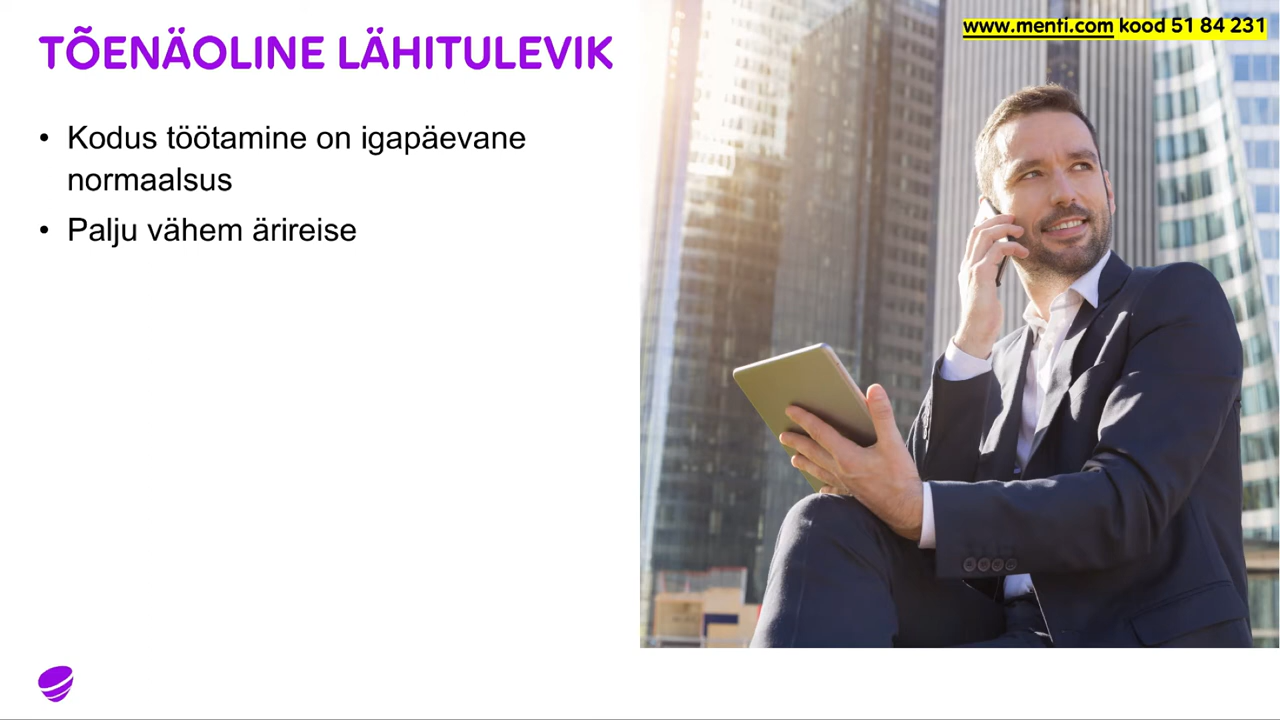 TÕENÄOLINE LÄHITULEVIK
www.menti.com kood 51 84 231
• Kodus töötamine on igapäevane
normaalsus
• Palju vähem ärireise